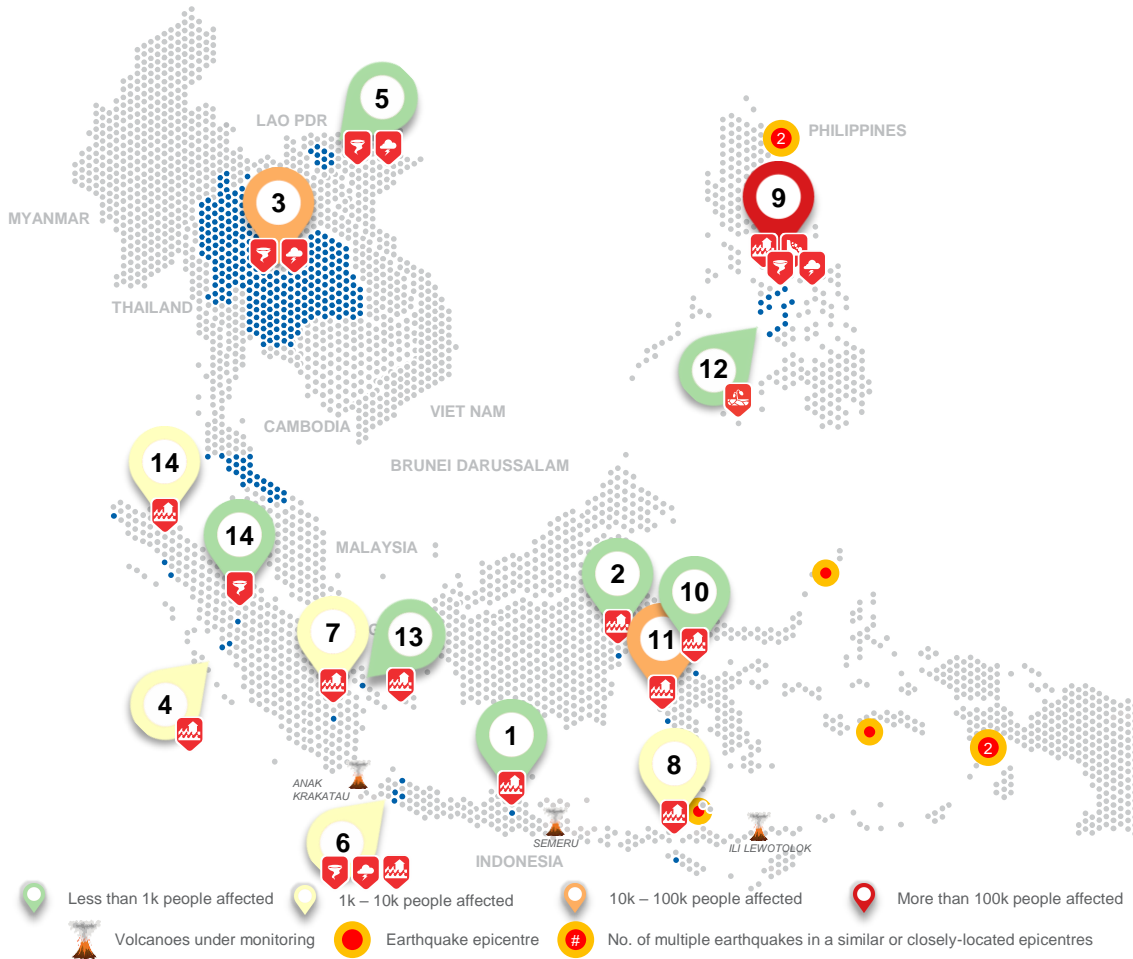 5
LAO PDR
2
PHILIPPINES
3
9
MYANMAR
THAILAND
12
VIET NAM
CAMBODIA
14
BRUNEI DARUSSALAM
14
MALAYSIA
2
10
7
G
13
11
4
1
2
8
ANAK
KRAKATAU
SEMERU
ILI LEWOTOLOK
6
INDONESIA
Less than 1k people affected
1k – 10k people affected
10k – 100k people affected
More than 100k people affected
Volcanoes under monitoring
Earthquake epicentre
#
No. of multiple earthquakes in a similar or closely-located epicentres